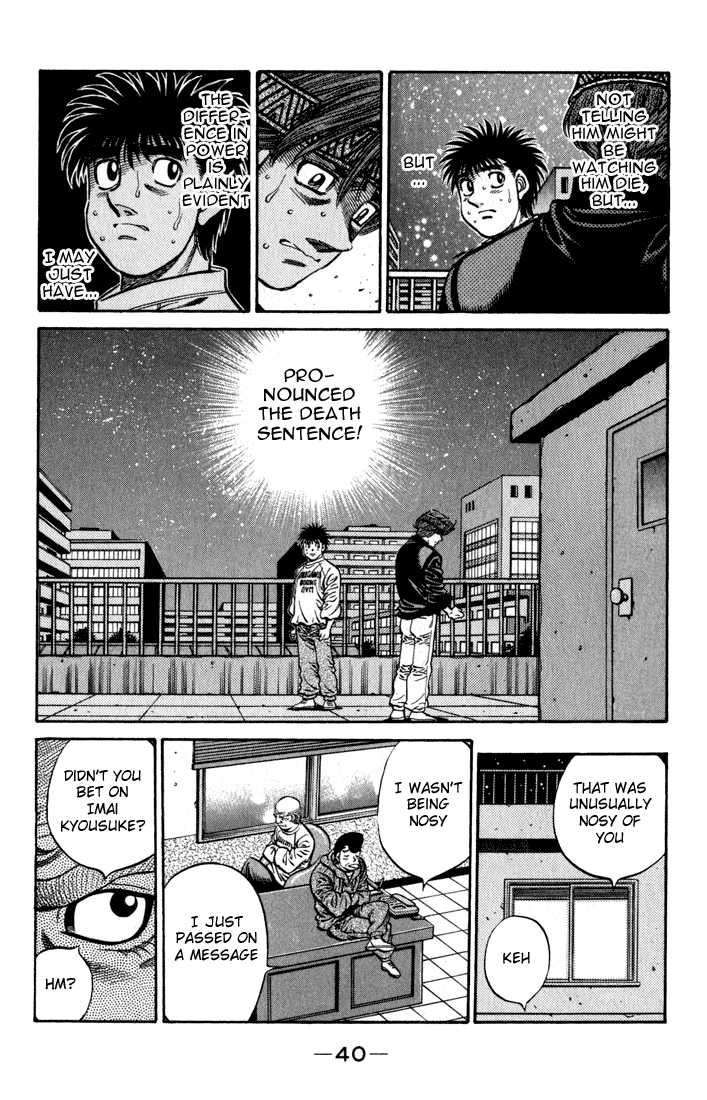 NOT
TELLING
HIM MIGHT
BE
WATCHING
HIM DIE,
BUT...
BUT
...
THE
DIFFER-
ENCE IN
POWER
IS
PLAINLY
EVIDENT
I MAY
JUST
HAVE...
PRO-
NOUNCED
THE DEATH
SENTENCE!
THAT WAS
UNUSUALLY
NOSY OF
YOU
KEH
I WASN'T
BEING
NOSY
I JUST
PASSED ON
A MESSAGE
DIDN'T YOU
BET ON
IMAI
KYOUSUKE?
HM?
—40—